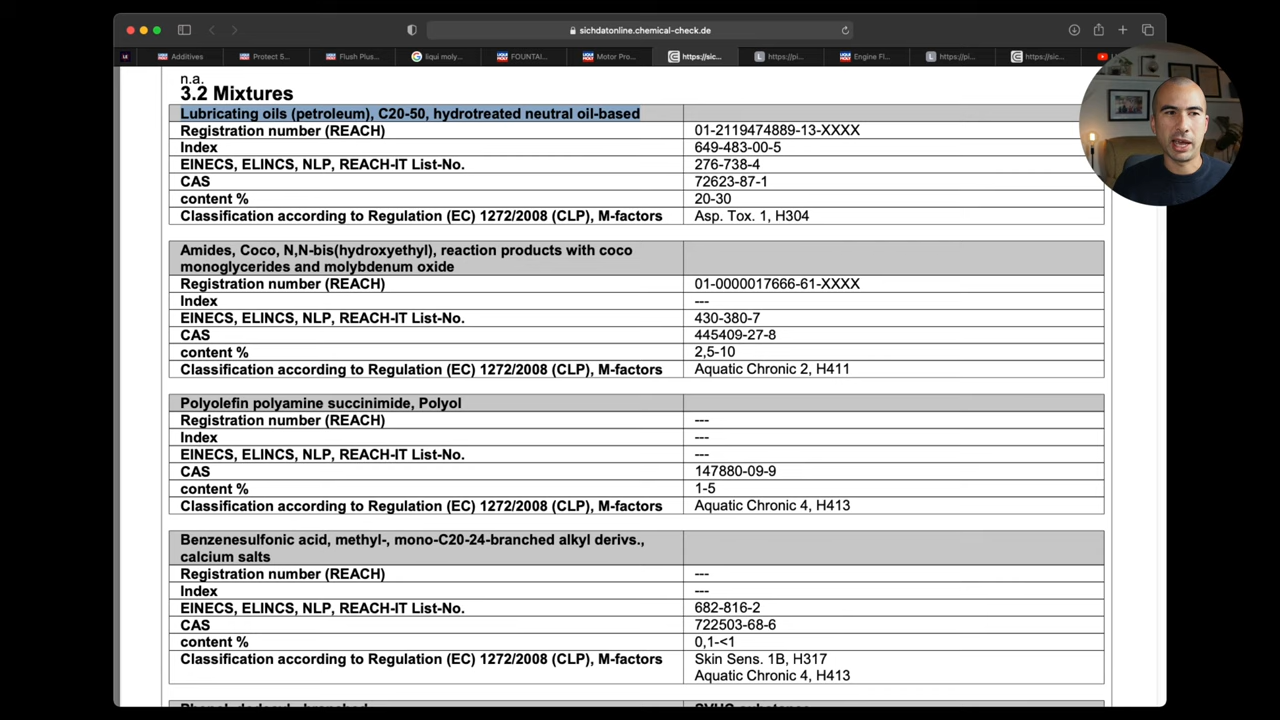 sichdatonline.chemical-check.de
Additives
Protect 5...
Flush Plus...
liqui moly...
FOUNTAI...
Motor Pro...
https://sic...
https://pi...
Engine Fl...
https://pi...
https://sic...
n.a.
3.2 Mixtures
Lubricating oils (petroleum), C20-50, hydrotreated neutral oil-based
Registration number (REACH) 01-2119474889-13-XXXX
Index 649-483-00-5
EINECS, ELINCS, NLP, REACH-IT List-No. 276-738-4
CAS 72623-87-1
content % 20-30
Classification according to Regulation (EC) 1272/2008 (CLP), M-factors Asp. Tox. 1, H304
Amides, Coco, N,N-bis(hydroxyethyl), reaction products with coco
monoglycerides and molybdenum oxide
Registration number (REACH) 01-0000017666-61-XXXX
Index ---
EINECS, ELINCS, NLP, REACH-IT List-No. 430-380-7
CAS 445409-27-8
content % 2,5-10
Classification according to Regulation (EC) 1272/2008 (CLP), M-factors Aquatic Chronic 2, H411
Polyolefin polyamine succinimide, Polyol
Registration number (REACH) ---
Index ---
EINECS, ELINCS, NLP, REACH-IT List-No. ---
CAS 147880-09-9
content % 1-5
Classification according to Regulation (EC) 1272/2008 (CLP), M-factors Aquatic Chronic 4, H413
Benzenesulfonic acid, methyl-, mono-C20-24-branched alkyl derivs.,
calcium salts
Registration number (REACH) ---
Index ---
EINECS, ELINCS, NLP, REACH-IT List-No. 682-816-2
CAS 722503-68-6
content % 0,1-<1
Classification according to Regulation (EC) 1272/2008 (CLP), M-factors Skin Sens. 1B, H317
Aquatic Chronic 4, H413